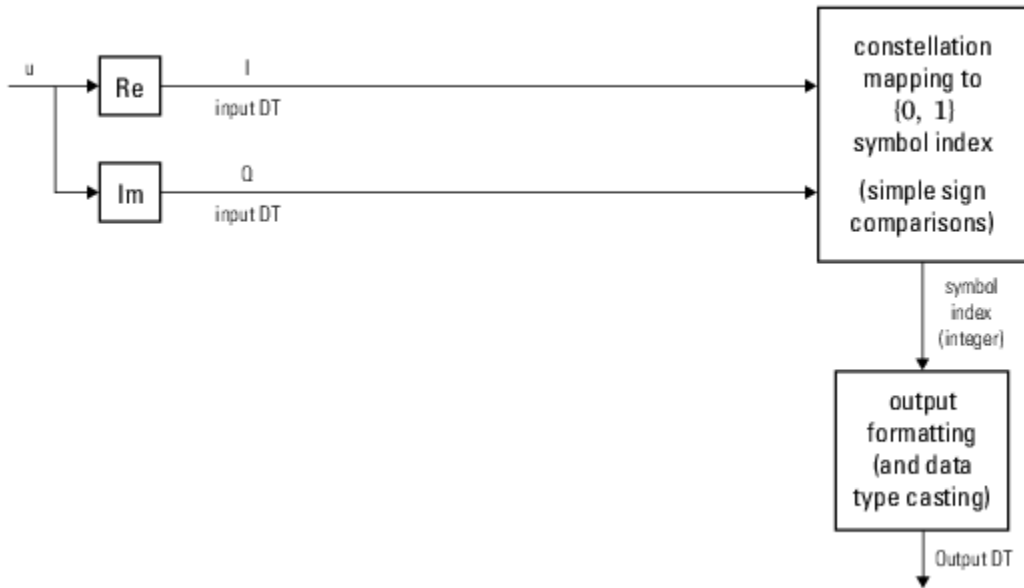 u
Re
I
input DT
Im
Q
input DT
constellation
mapping to
{0, 1}
symbol index
(simple sign
comparisons)
symbol
index
(integer)
output
formatting
(and data
type casting)
Output DT